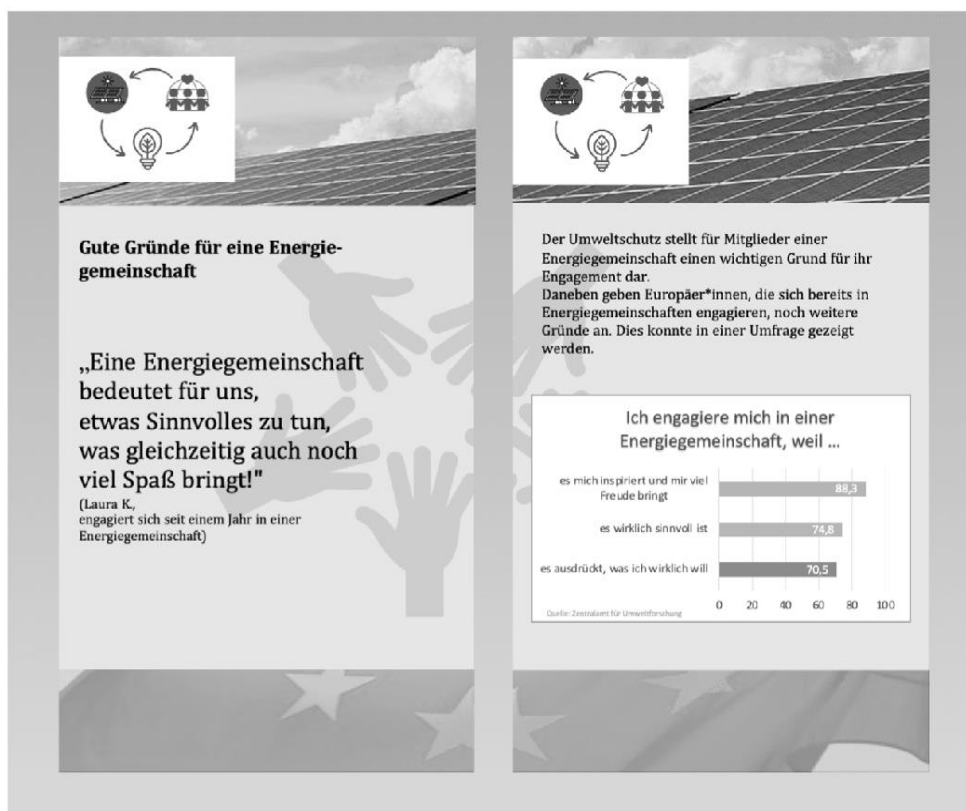 Gute Gründe für eine Energie-
gemeinschaft
„Eine Energiegemeinschaft
bedeutet für uns,
etwas Sinnvolles zu tun,
was gleichzeitig auch noch
viel Spaß bringt!"
(Laura K.,
engagiert sich seit einem Jahr in einer
Energiegemeinschaft)
Der Umweltschutz stellt für Mitglieder einer
Energiegemeinschaft einen wichtigen Grund für ihr
Engagement dar.
Daneben geben Europäer*innen, die sich bereits in
Energiegemeinschaften engagieren, noch weitere
Gründe an. Dies konnte in einer Umfrage gezeigt
werden.
Ich engagiere mich in einer
Energiegemeinschaft, weil ...
es mich inspiriert und mir viel
Freude bringt
88,3
es wirklich sinnvoll ist
74,8
es ausdrückt, was ich wirklich will
70,5
0 20 40 60 80 100
Quelle: Zentralamt für Umweltforschung